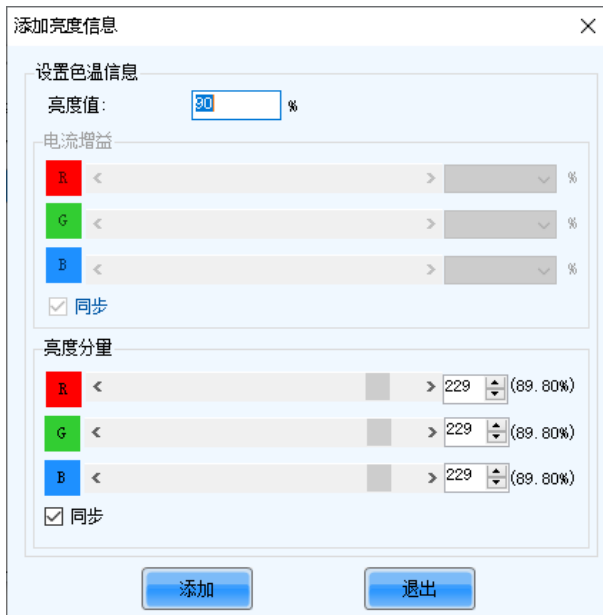 添加亮度信息
设置色温信息
亮度值: 90 %
电流增益
R %
G %
B %
同步
亮度分量
R 229 (89.80%)
G 229 (89.80%)
B 229 (89.80%)
同步
添加 退出